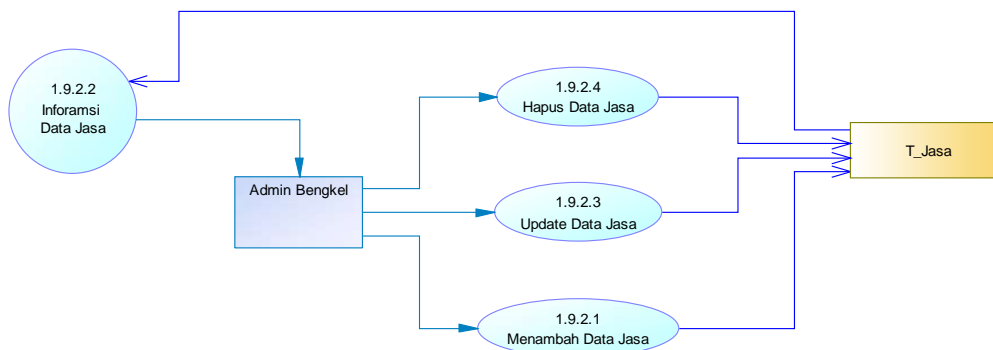 1.9.2.2
Inforamsi
Data Jasa
1.9.2.4
Hapus Data Jasa
T_Jasa
Admin Bengkel
1.9.2.3
Update Data Jasa
1.9.2.1
Menambah Data Jasa